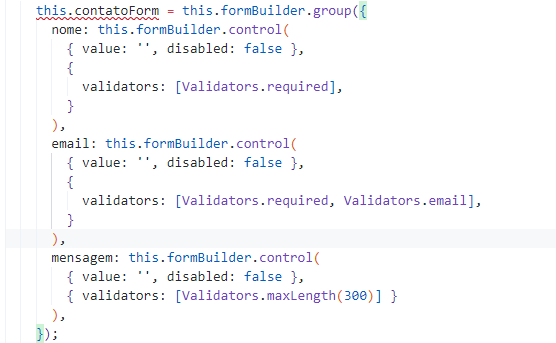 this.contatoForm = this.formBuilder.group({
nome: this.formBuilder.control(
{ value: '', disabled: false },
{
validators: [Validators.required],
}
),
email: this.formBuilder.control(
{ value: '', disabled: false },
{
validators: [Validators.required, Validators.email],
}
),
mensagem: this.formBuilder.control(
{ value: '', disabled: false },
{ validators: [Validators.maxLength(300)] }
),
});